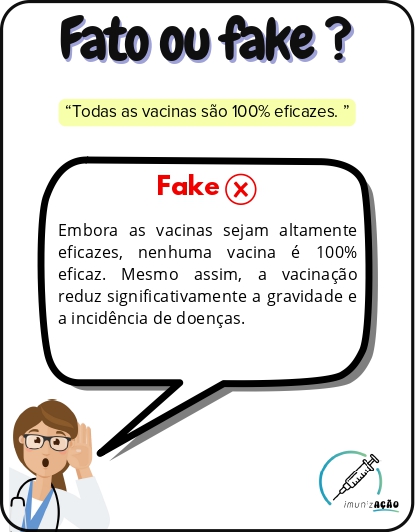 Fato ou fake ?
“Todas as vacinas são 100% eficazes. ”
Fake
Embora as vacinas sejam altamente
eficazes, nenhuma vacina é 100%
eficaz. Mesmo assim, a vacinação
reduz significativamente a gravidade e
a incidência de doenças.
imunizAÇÃO